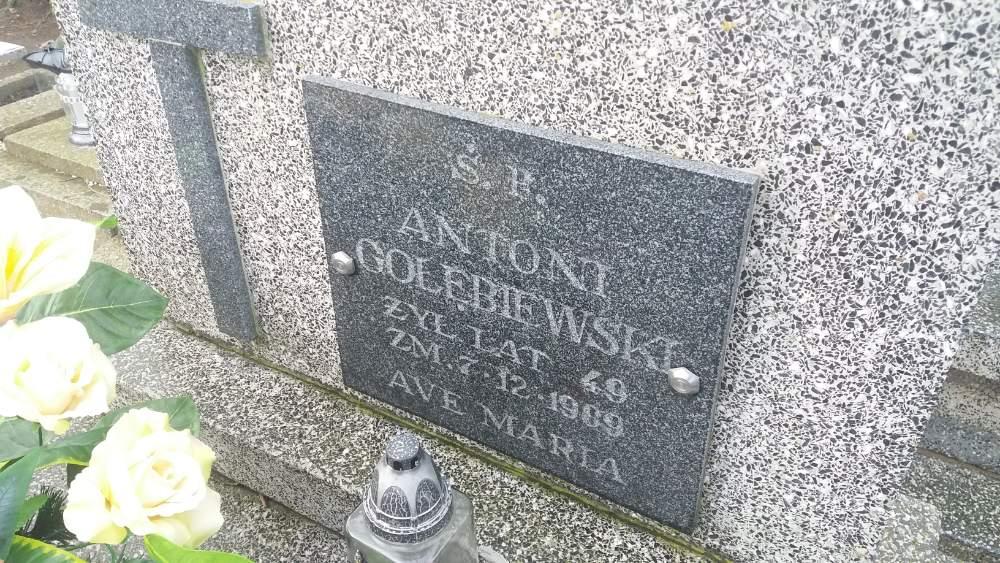 Ś. P.
ANTONI
GOŁĘBIEWSKI
ŻYŁ LAT 49
ZM. 7.12.1989
AVE MARIA